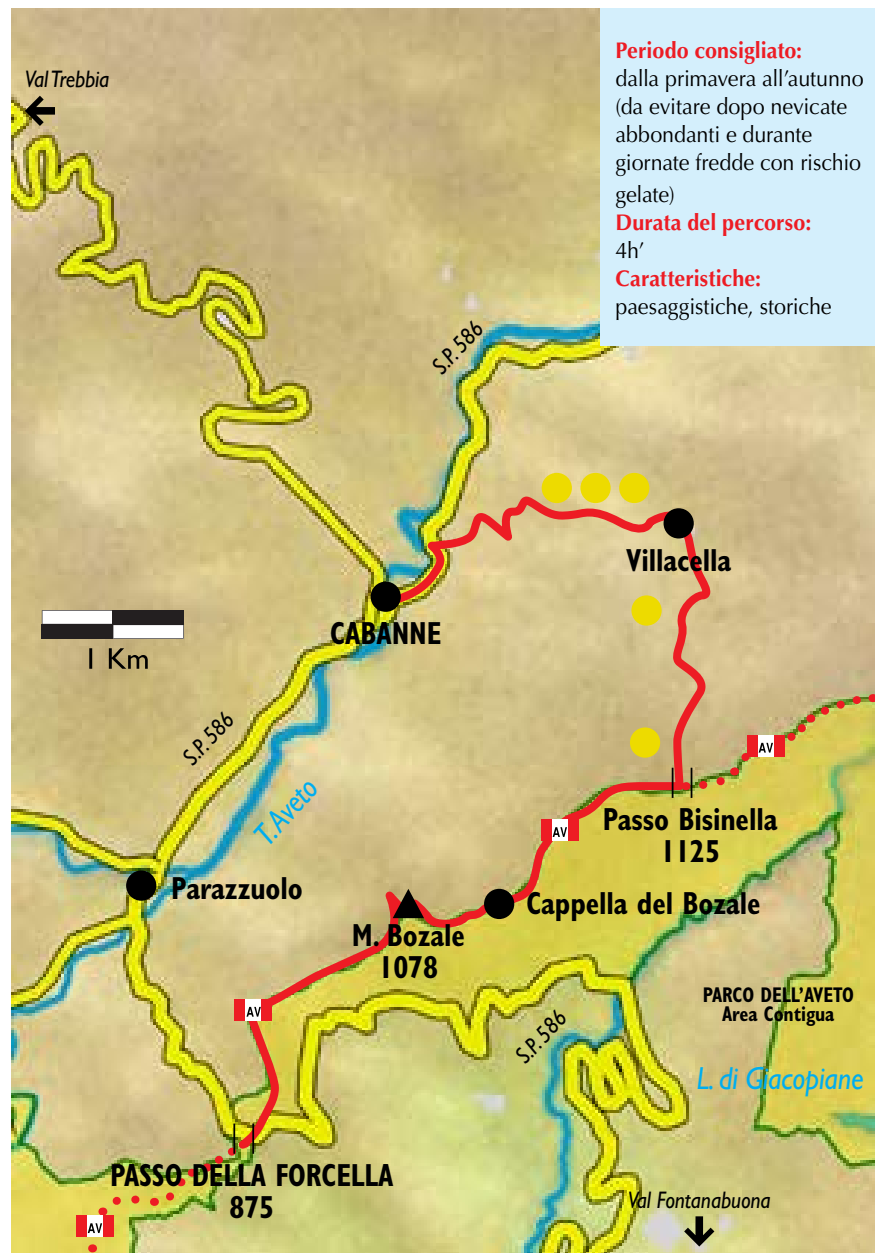 Val Trebbia
Periodo consigliato:
dalla primavera all'autunno
(da evitare dopo nevicate
abbondanti e durante
giornate fredde con rischio
gelate)
Durata del percorso:
4h'
Caratteristiche:
paesaggistiche, storiche
S.P. 586
Villacella
CABANNE
1 Km
S.P. 586
AV
T. Aveto
Passo Bisinella
1125
AV
Parazzuolo
Cappella del Bozale
M. Bozale
1078
AV
PARCO DELL'AVETO
Area Contigua
S.P. 586
L. di Giacopiane
PASSO DELLA FORCELLA
875
Val Fontanabuona
AV